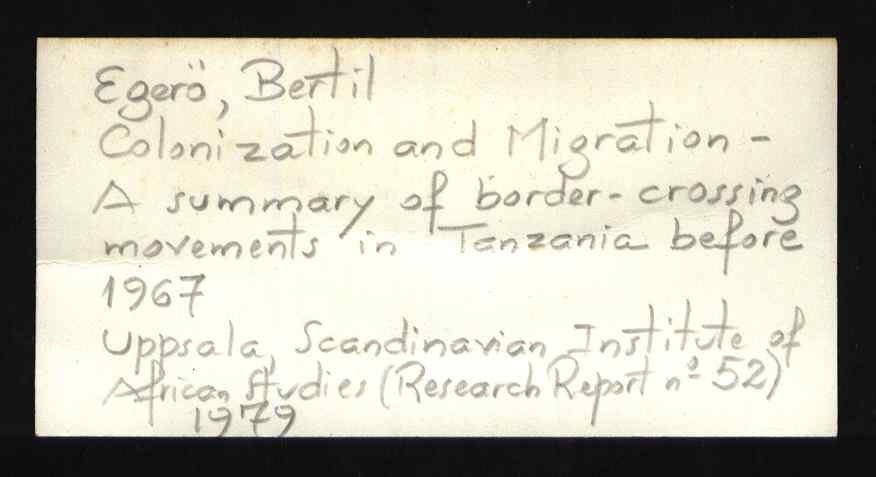 Egerö, Bertil
Colonization and Migration -
A summary of border-crossing
movements in Tanzania before
1967
Uppsala, Scandinavian Institute of
African Studies (Research Report nº 52)
1979